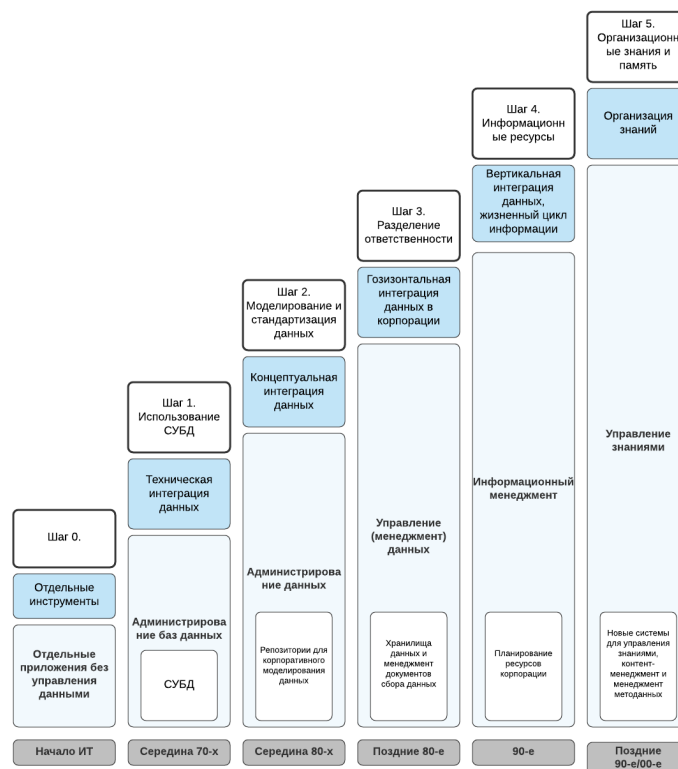 Шаг 5.
Организационн
ые знания и
память
Организация
знаний
Управление
знаниями
Новые системы
для управления
знаниями,
контент-
менеджмент и
менеджмент
методанных
Поздние
90-е/00-е
Шаг 4.
Информационн
ые ресурсы
Вертикальная
интеграция
данных,
жизненный цикл
информации
Информационный
менеджмент
Планирование
ресурсов
корпорации
90-е
Шаг 3.
Разделение
ответственности
Гозизонтальная
интеграция
данных в
корпорации
Управление
(менеджмент)
данных
Хранилища
данных и
менеджмент
документов
сбора данных
Поздние 80-е
Шаг 2.
Моделирование и
стандартизация
данных
Концептуальная
интеграция
данных
Администрирова
ние данных
Репозитории для
корпоративного
моделирования
данных
Середина 80-х
Шаг 1.
Использование
СУБД
Техническая
интеграция
данных
Администрирова
ние баз данных
СУБД
Середина 70-х
Шаг 0.
Отдельные
инструменты
Отдельные
приложения без
управления
данными
Начало ИТ